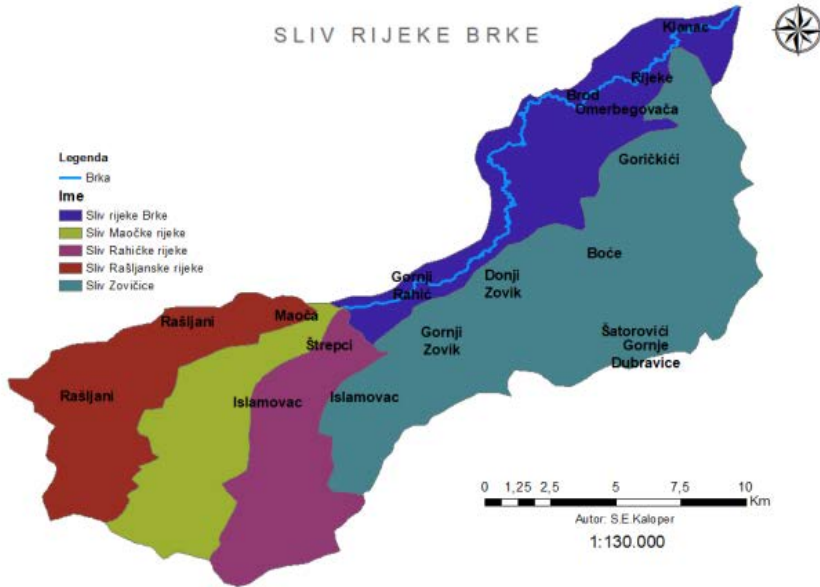 SLIV RIJEKE BRKE
Klanac
Rijeke
Brod
Omerbegovača
Goričkići
Legenda
Brka
Ime
Sliv rijeke Brke
Sliv Maočke rijeke
Sliv Rahićke rijeke
Sliv Rašljanske rijeke
Sliv Zovičice
Boće
Gornji
Rahić
Donji
Zovik
Rašljani
Maoča
Štrepci
Gornji
Zovik
Šatorovići
Gornje
Dubravice
Rašljani
Islamovac
Islamovac
0 1,25 2,5 5 7,5 10
Km
Autor: S.E.Kaloper
1:130.000